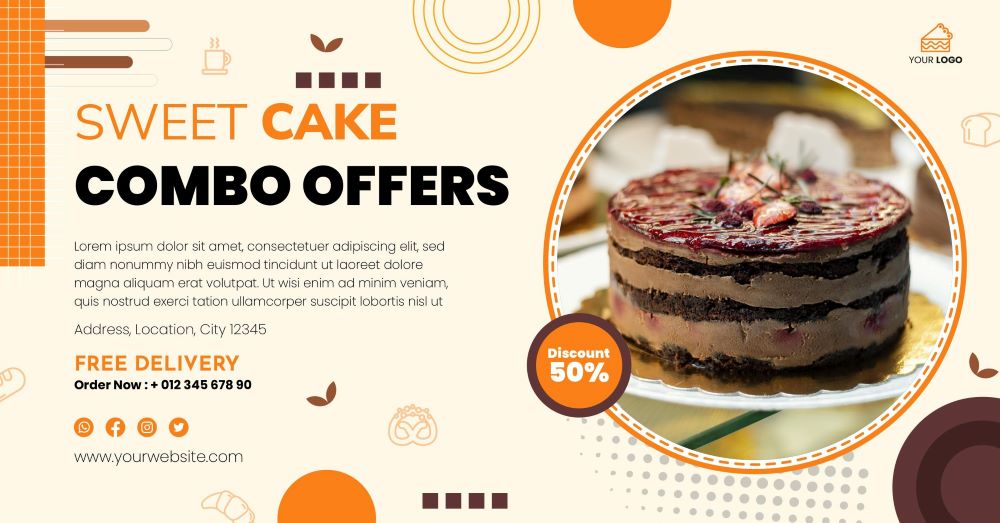 YOUR LOGO
SWEET CAKE
COMBO OFFERS
Lorem ipsum dolor sit amet, consectetuer adipiscing elit, sed
diam nonummy nibh euismod tincidunt ut laoreet dolore
magna aliquam erat volutpat. Ut wisi enim ad minim veniam,
quis nostrud exerci tation ullamcorper suscipit lobortis nisl ut
Address, Location, City 12345
FREE DELIVERY
Order Now : + 012 345 678 90
www.yourwebsite.com
Discount
50%